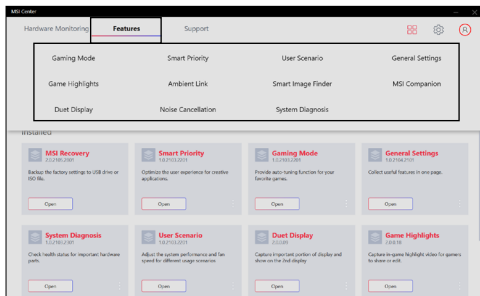 MSI Center
Hardware Monitoring Features Support
Gaming Mode Smart Priority User Scenario General Settings
Game Highlights Ambient Link Smart Image Finder MSI Companion
Duet Display Noise Cancellation System Diagnosis
Installed
MSI Recovery Smart Priority Gaming Mode General Settings
Backup the factory settings to USB drive or Optimize the user experience for creative Provide auto-tuning function for your Collect useful features in one page.
ISO file. applications. favorite games.
Open Open Open Open
System Diagnosis User Scenario Duet Display Game Highlights
Check health status for important hardware Adjust the system performance and fan Capture important portion of display and Capture in-game highlight video for gamers
parts. speed for different usage scenarios show on the 2nd display to share or edit.
Open Open Open Open